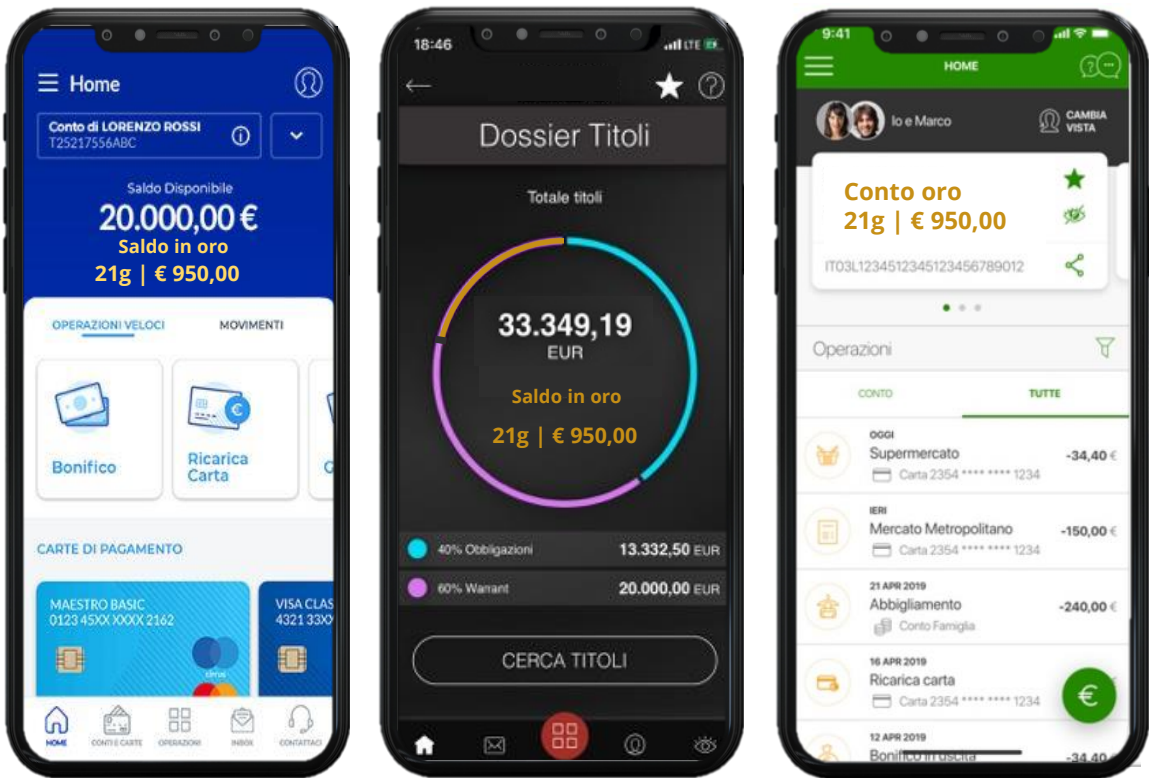 Home
Conto di LORENZO ROSSI
T25217556ABC
Saldo Disponibile
20.000,00 €
Saldo in oro
21g | € 950,00
OPERAZIONI VELOCI
MOVIMENTI
Bonifico
Ricarica
Carta
CARTE DI PAGAMENTO
MAESTRO BASIC
0123 45XX XXXX 2162
cirrus
VISA CLAS
4321 33XX
HOME
CONTI E CARTE
OPERAZIONI
INBOX
CONTATTACI
18:46
LTE
Dossier Titoli
Totale titoli
33.349,19
EUR
Saldo in oro
21g | € 950,00
40% Obbligazioni
13.332,50 EUR
60% Warrant
20.000,00 EUR
CERCA TITOLI
9:41
HOME
Io e Marco
CAMBIA
VISTA
Conto oro
21g | € 950,00
IT03L1234512345123456789012
Operazioni
CONTO
TUTTE
OGGI
Supermercato
-34,40 €
Carta 2354 **** **** 1234
IERI
Mercato Metropolitano
-150,00 €
Carta 2354 **** **** 1234
21 APR 2019
Abbigliamento
-240,00 €
Conto Famiglia
16 APR 2019
Ricarica carta
Carta 2354 **** **** 1234
€
12 APR 2019
Bonifico in uscita
-34,40 €